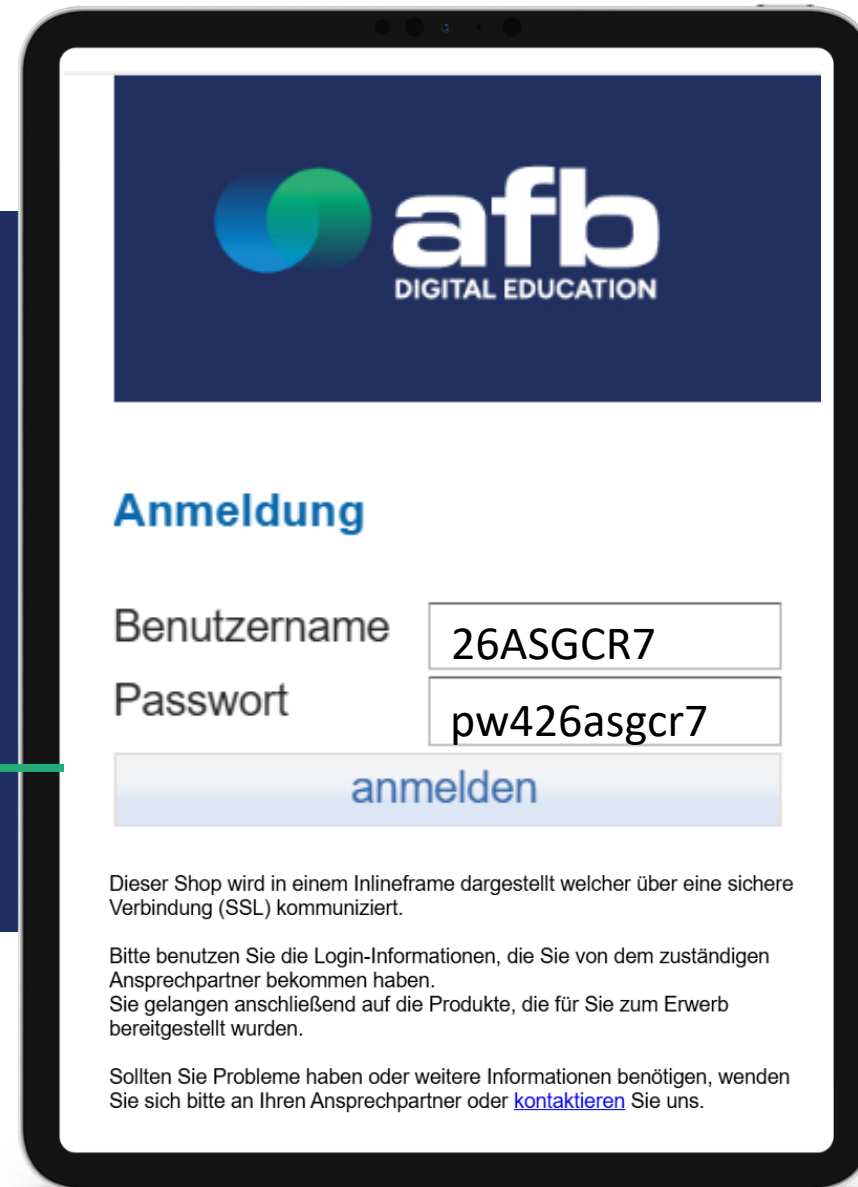 afb
DIGITAL EDUCATION
Anmeldung
Benutzername 26ASGCR7
Passwort pw426asgcr7
anmelden
Dieser Shop wird in einem Inlineframe dargestellt welcher über eine sichere
Verbindung (SSL) kommuniziert.
Bitte benutzen Sie die Login-Informationen, die Sie von dem zuständigen
Ansprechpartner bekommen haben.
Sie gelangen anschließend auf die Produkte, die für Sie zum Erwerb
bereitgestellt wurden.
Sollten Sie Probleme haben oder weitere Informationen benötigen, wenden
Sie sich bitte an Ihren Ansprechpartner oder kontaktieren Sie uns.